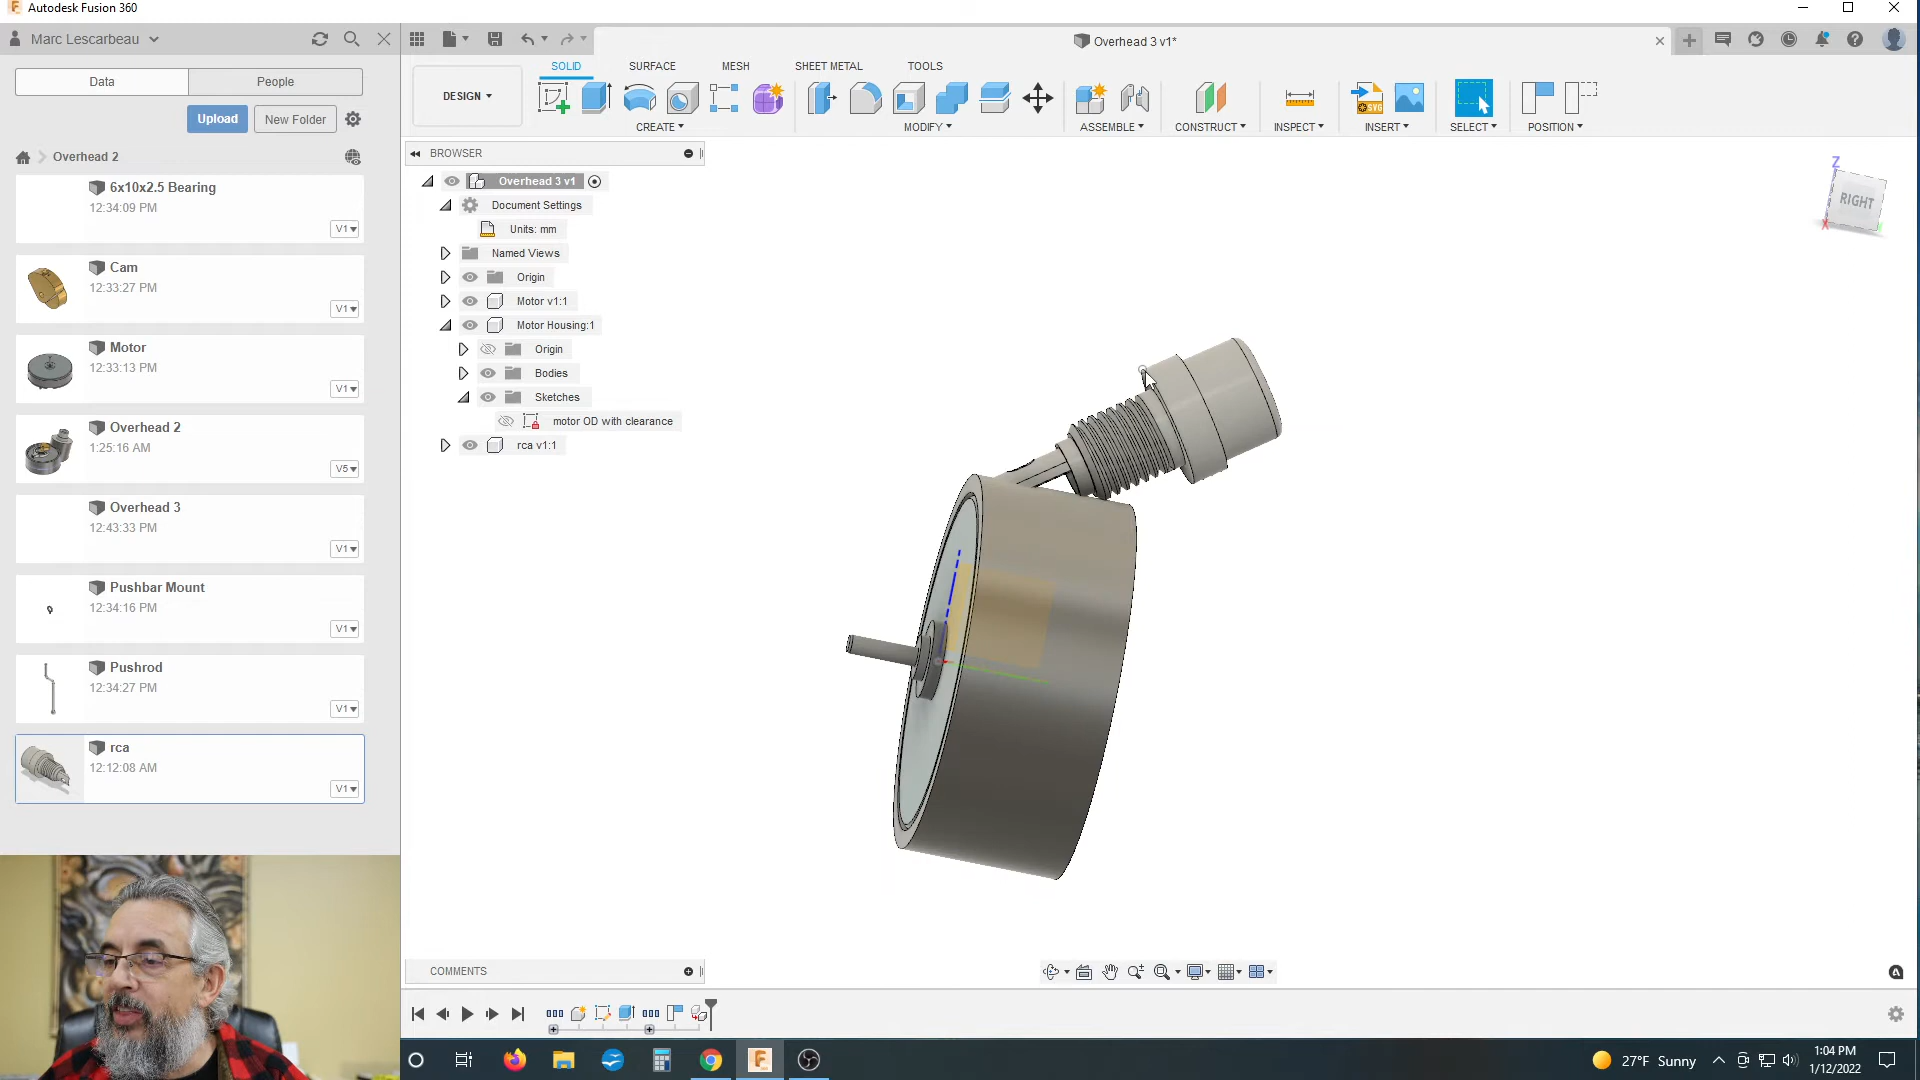 Autodesk Fusion 360
Marc Lescarbeau
Overhead 3 v1*
Data
People
Upload
New Folder
Overhead 2
6x10x2.5 Bearing
12:34:09 PM
V1
Cam
12:33:27 PM
V1
Motor
12:33:13 PM
V1
Overhead 2
1:25:16 AM
V5
Overhead 3
12:43:33 PM
V1
Pushbar Mount
12:34:16 PM
V1
Pushrod
12:34:27 PM
V1
rca
12:12:08 AM
V1
DESIGN
SOLID
SURFACE
MESH
SHEET METAL
TOOLS
CREATE
MODIFY
ASSEMBLE
CONSTRUCT
INSPECT
INSERT
SELECT
POSITION
BROWSER
Overhead 3 v1
Document Settings
Units: mm
Named Views
Origin
Motor v1:1
Motor Housing:1
Origin
Bodies
Sketches
motor OD with clearance
rca v1:1
Z
RIGHT
X
COMMENTS
27°F Sunny
1:04 PM
1/12/2022